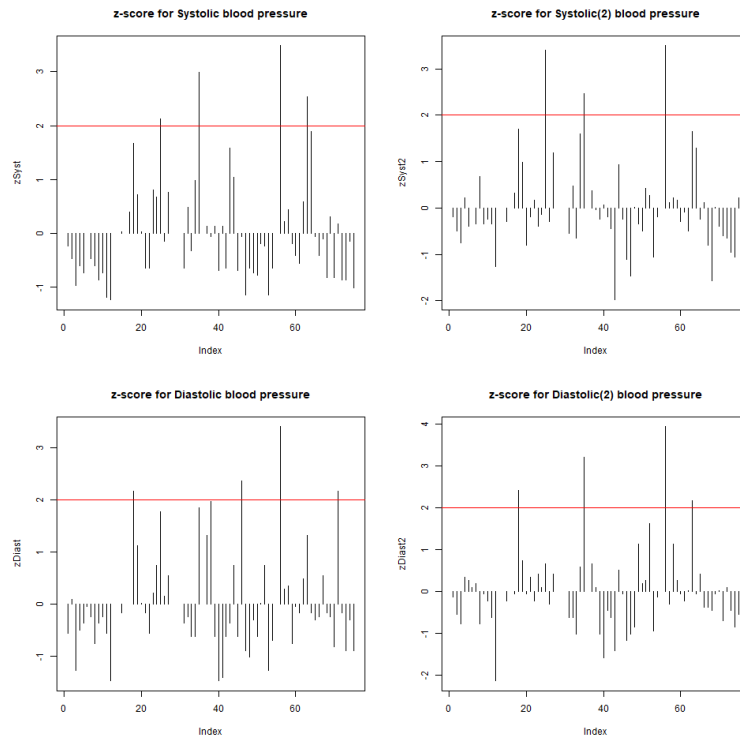 z-score for Systolic blood pressure
zSyst
3
2
1
0
-1
0 20 40 60
Index
z-score for Systolic(2) blood pressure
zSyst2
3
2
1
0
-1
-2
0 20 40 60
Index
z-score for Diastolic blood pressure
zDiast
3
2
1
0
-1
0 20 40 60
Index
z-score for Diastolic(2) blood pressure
zDiast2
4
3
2
1
0
-1
-2
0 20 40 60
Index